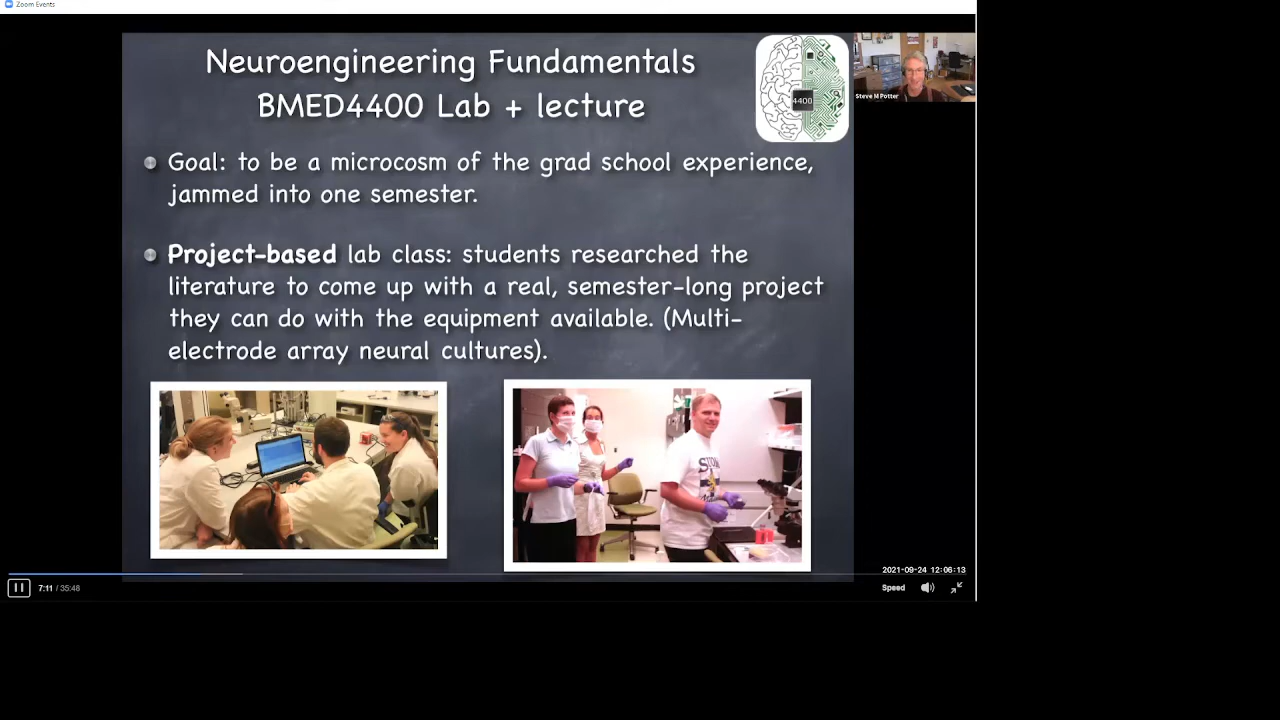 Zoom Events
Neuroengineering Fundamentals
BMED4400 Lab + lecture
4400
Steve M Potter
Goal: to be a microcosm of the grad school experience,
jammed into one semester.
Project-based lab class: students researched the
literature to come up with a real, semester-long project
they can do with the equipment available. (Multi-
electrode array neural cultures).
2021-09-24 12:06:13
7:11 / 35:48
Speed